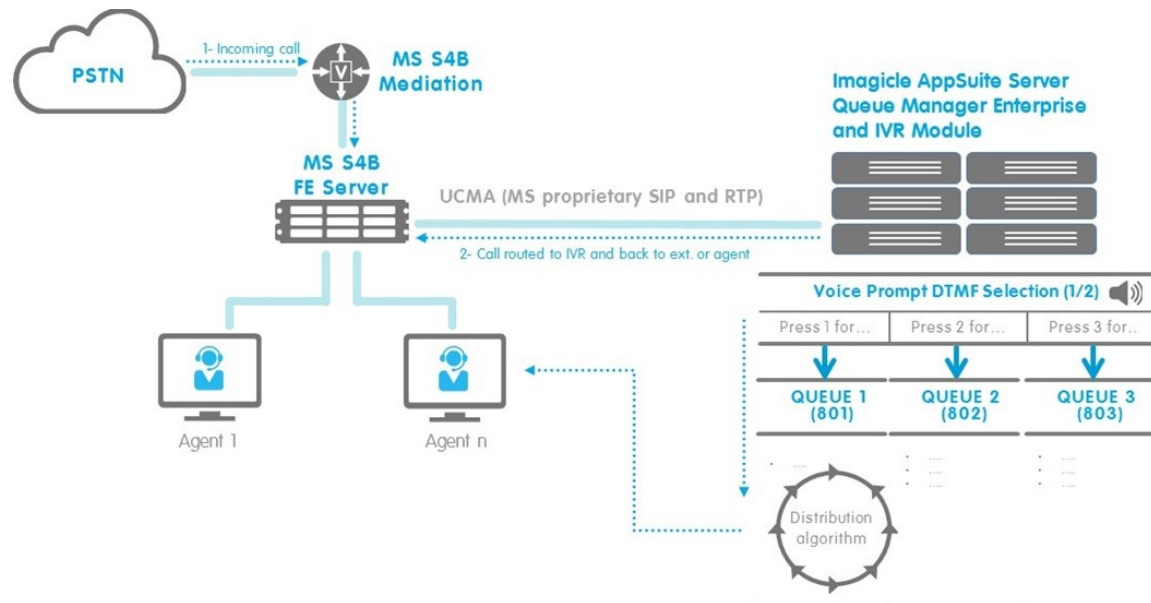 1- Incoming call
PSTN
MS S4B
Mediation
Imagicle AppSuite Server
Queue Manager Enterprise
and IVR Module
V
MS S4B
FE Server
UCMA (MS proprietary SIP and RTP)
2- Call routed to IVR and back to ext. or agent
Voice Prompt DTMF Selection (1/2)
Press 1 for...
Press 2 for...
Press 3 for..
QUEUE 1
(801)
QUEUE 2
(802)
QUEUE 3
(803)
Agent 1
Agent n
• ....
• ....
• ....
• ....
• ....
• ....
• ....
Distribution
algorithm